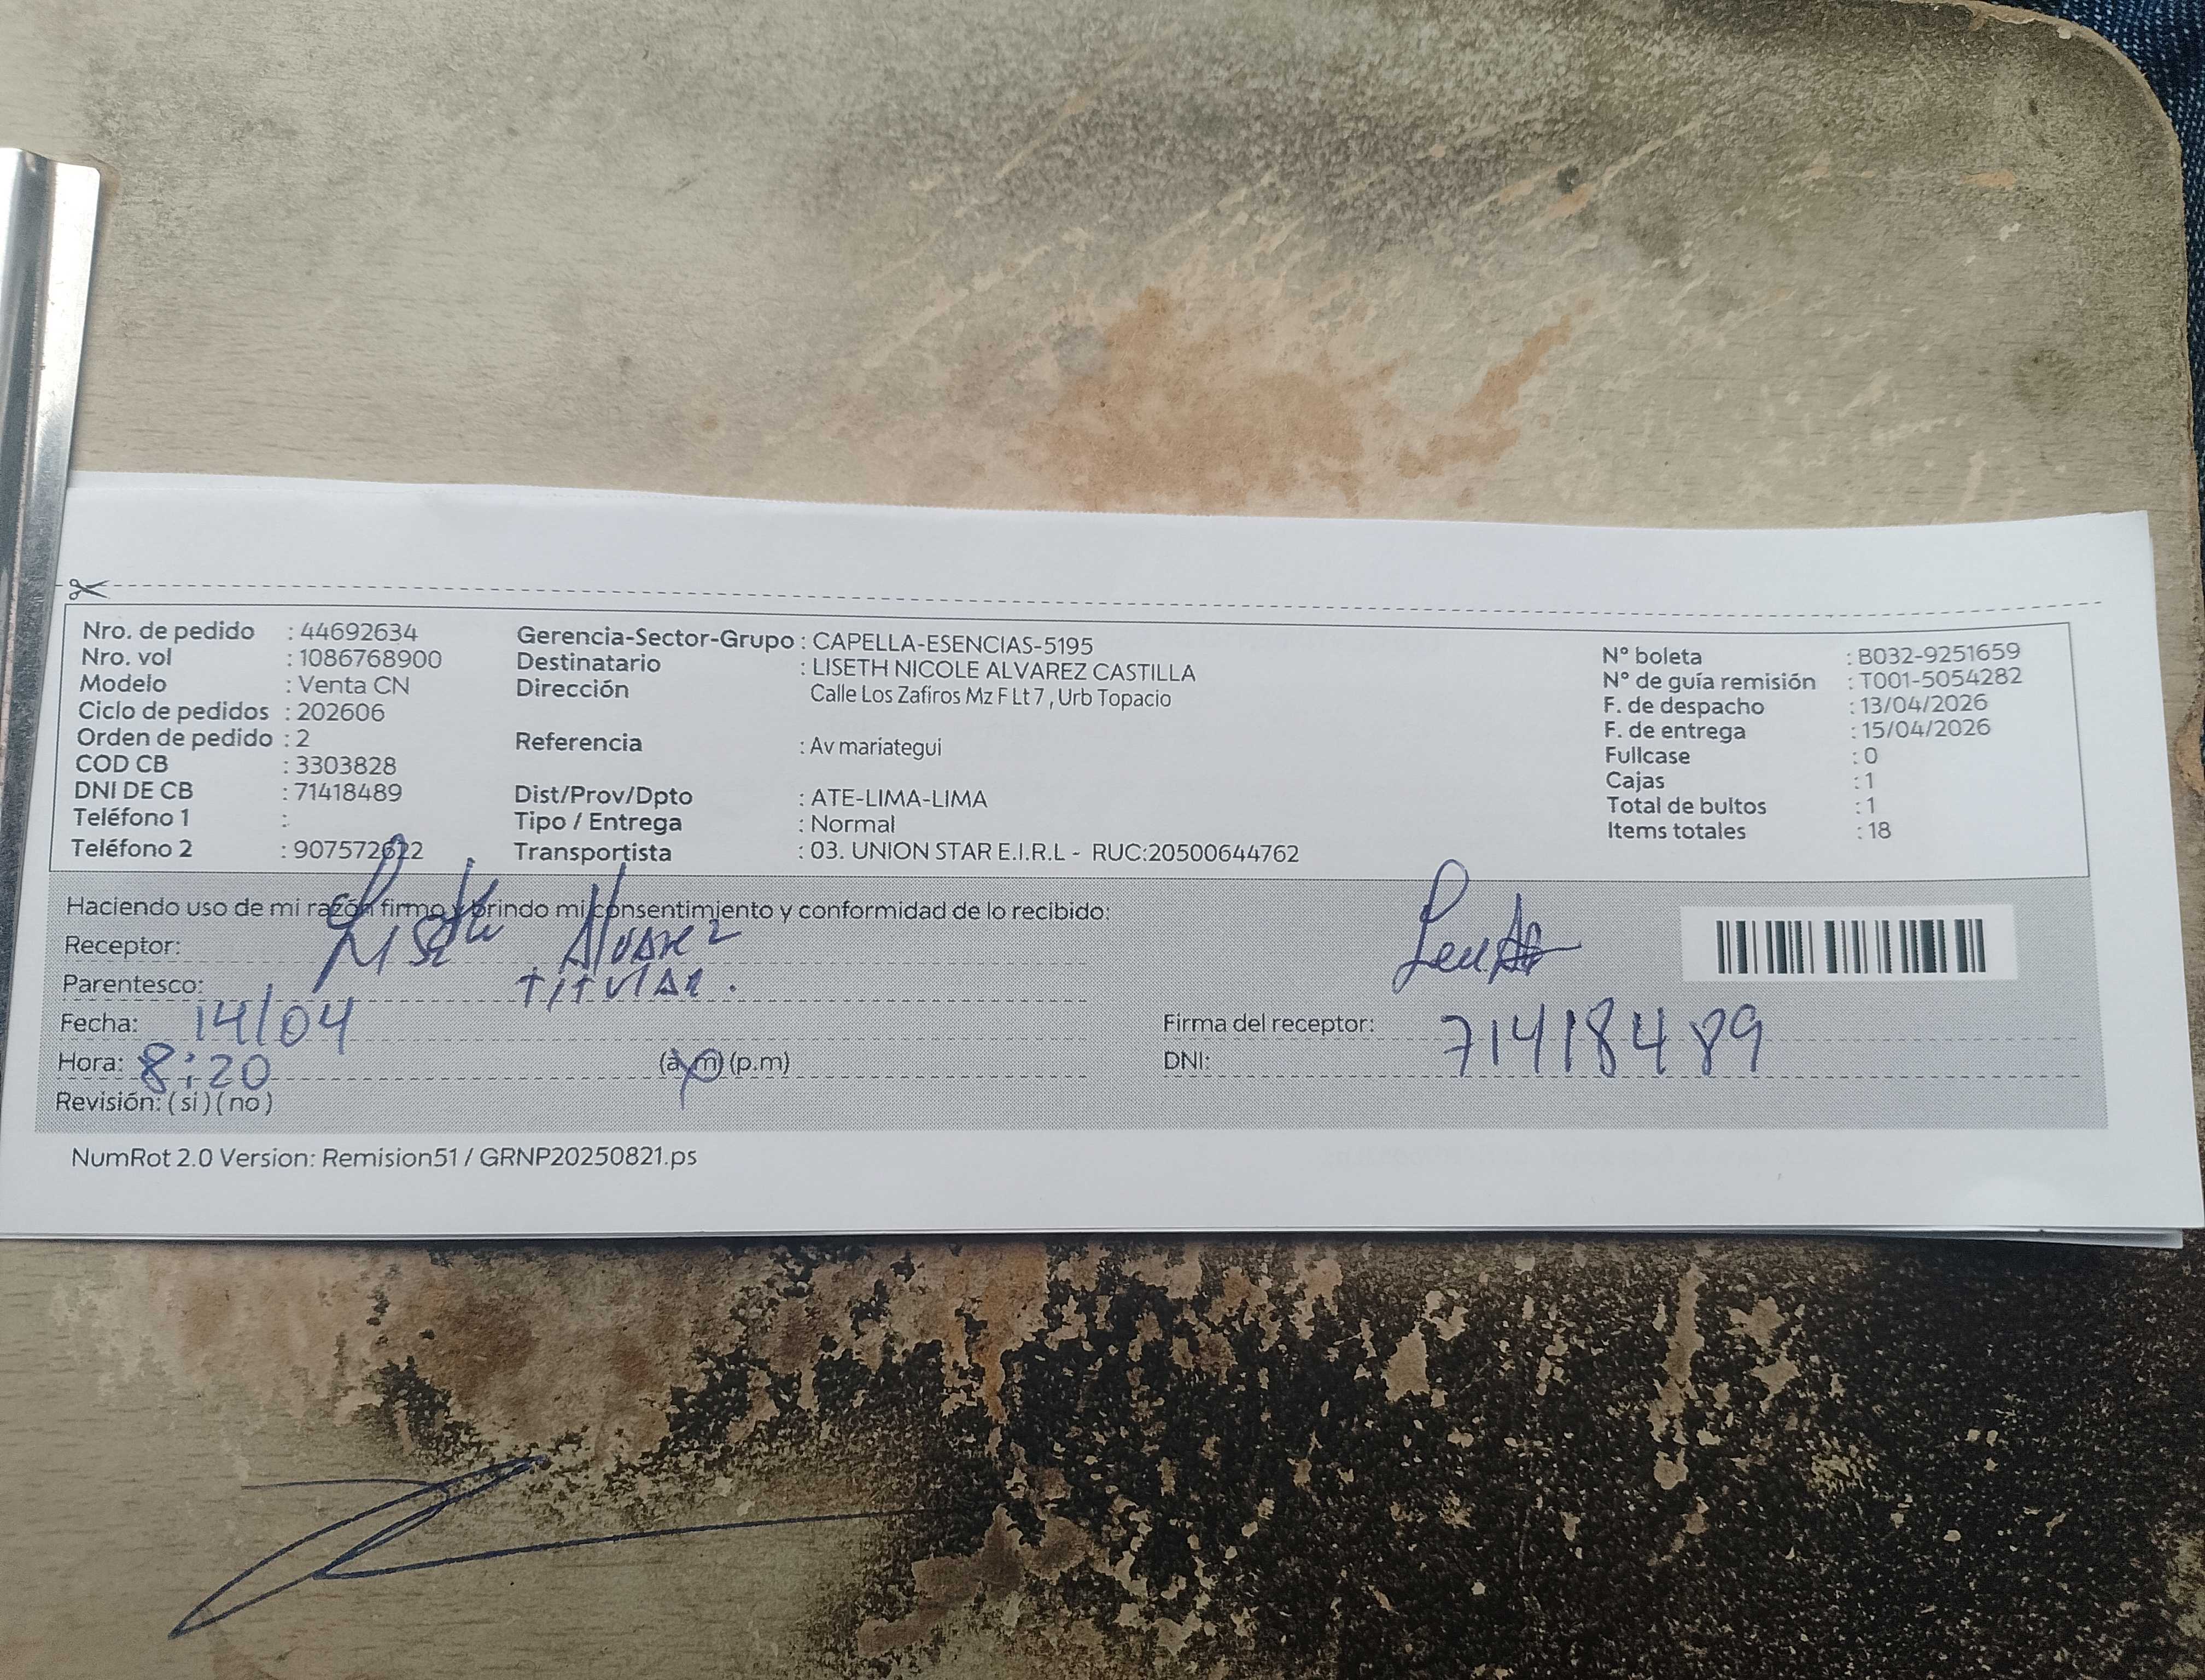 Nro. de pedido : 44692634
Nro. vol : 1086768900
Modelo : Venta CN
Ciclo de pedidos : 202606
Orden de pedido : 2
COD CB : 3303828
DNI DE CB : 71418489
Teléfono 1 :
Teléfono 2 : 907572622
Gerencia-Sector-Grupo : CAPELLA-ESENCIAS-5195
Destinatario : LISETH NICOLE ALVAREZ CASTILLA
Dirección Calle Los Zafiros Mz F Lt 7 , Urb Topacio
Referencia : Av mariategui
Dist/Prov/Dpto : ATE-LIMA-LIMA
Tipo / Entrega : Normal
Transportista : 03. UNION STAR E.I.R.L - RUC:20500644762
N° boleta : B032-9251659
N° de guía remisión : T001-5054282
F. de despacho : 13/04/2026
F. de entrega : 15/04/2026
Fullcase : 0
Cajas : 1
Total de bultos : 1
Items totales : 18
Haciendo uso de mi razón firmo y brindo mi consentimiento y conformidad de lo recibido:
Receptor: Liseth Alvarez
Parentesco: TITULAR.
Fecha: 14/04
Hora: 8:20 (a.m) (p.m)
Revisión: ( si ) ( no )
Firma del receptor:
DNI: 71418489
NumRot 2.0 Version: Remision51 / GRNP20250821.ps